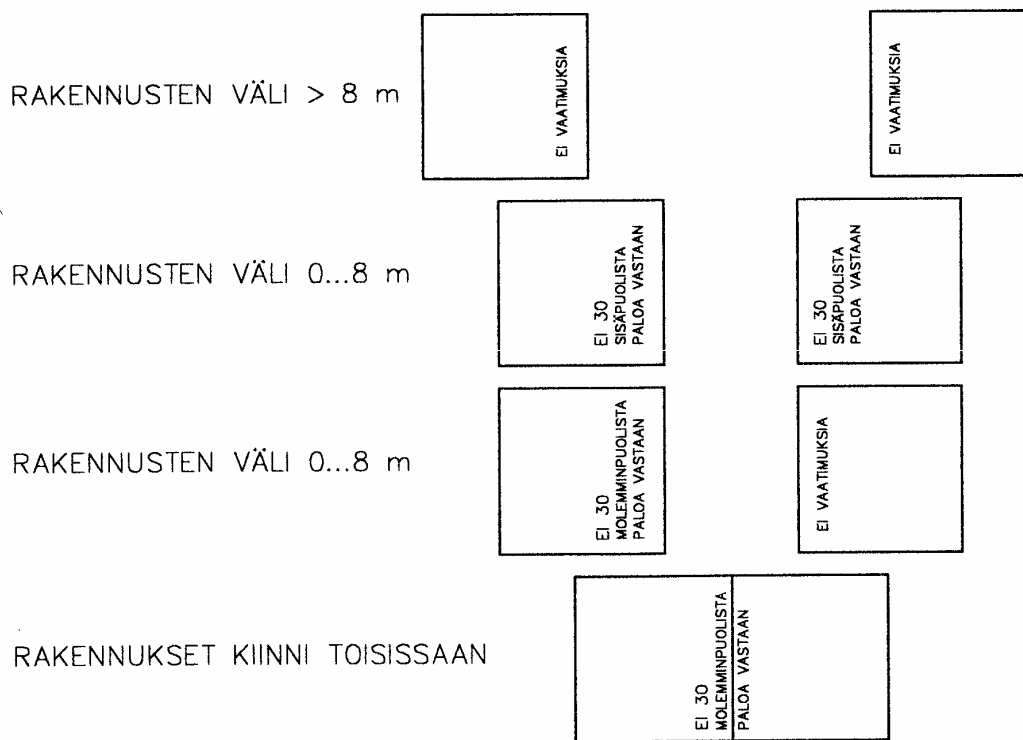 RAKENNUSTEN VÄLI > 8 m
EI VAATIMUKSIA
EI VAATIMUKSIA
RAKENNUSTEN VÄLI 0...8 m
EI 30
SISÄPUOLISTA
PALOA VASTAAN
EI 30
SISÄPUOLISTA
PALOA VASTAAN
RAKENNUSTEN VÄLI 0...8 m
EI 30
MOLEMMINPUOLISTA
PALOA VASTAAN
EI VAATIMUKSIA
RAKENNUKSET KIINNI TOISISSAAN
EI 30
MOLEMMINPUOLISTA
PALOA VASTAAN